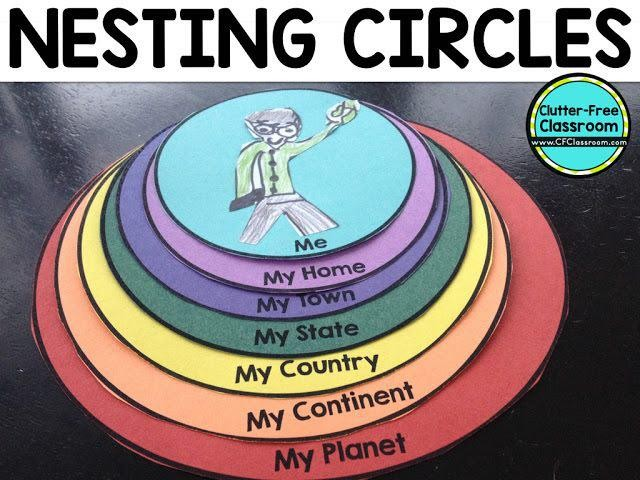 NESTING CIRCLES
Clutter-Free
Classroom
www.CFClassroom.com
Me
My Home
My Town
My State
My Country
My Continent
My Planet